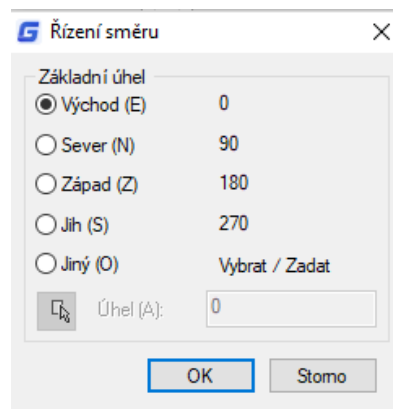 G Řízení směru
Základní úhel
Východ (E) 0
Sever (N) 90
Západ (Z) 180
Jih (S) 270
Jiný (O) Vybrat / Zadat
Úhel (A): 0
OK Storno